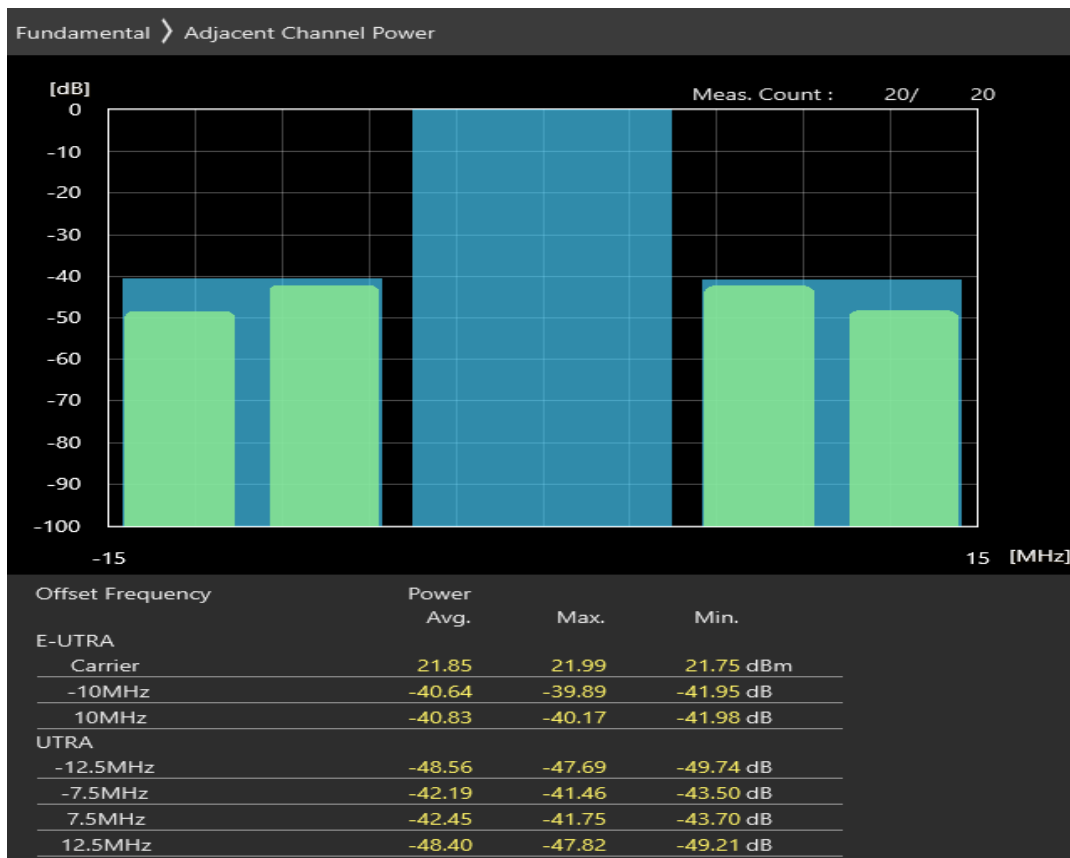 Fundamental 》 Adjacent Channel Power
[dB]
Meas. Count : 20/ 20
0
-10
-20
-30
-40
-50
-60
-70
-80
-90
-100
-15 15 [MHz]
Offset Frequency Power
Avg. Max. Min.
E-UTRA
Carrier 21.85 21.99 21.75 dBm
-10MHz -40.64 -39.89 -41.95 dB
10MHz -40.83 -40.17 -41.98 dB
UTRA
-12.5MHz -48.56 -47.69 -49.74 dB
-7.5MHz -42.19 -41.46 -43.50 dB
7.5MHz -42.45 -41.75 -43.70 dB
12.5MHz -48.40 -47.82 -49.21 dB